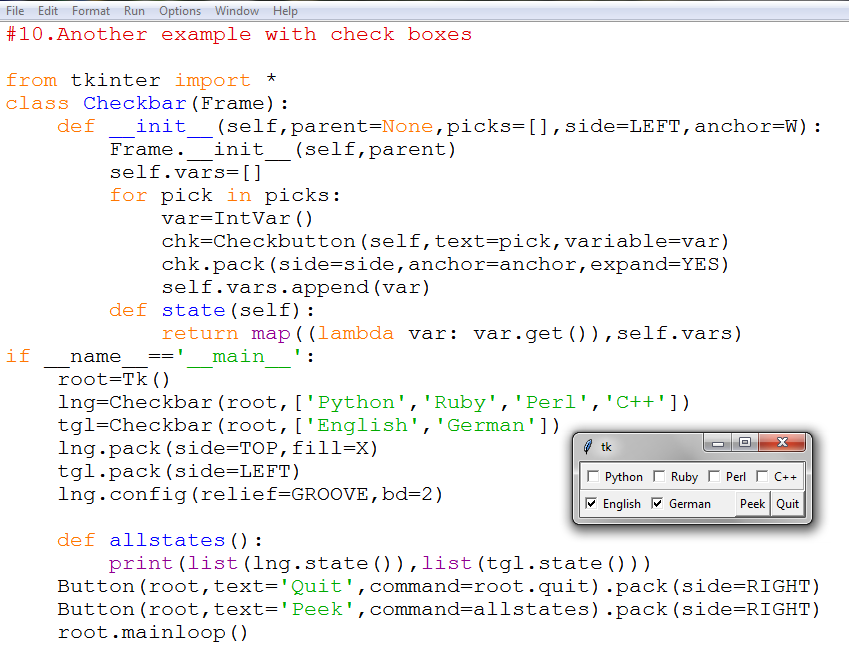 File Edit Format Run Options Window Help
#10.Another example with check boxes
from tkinter import *
class Checkbar(Frame):
    def __init__(self,parent=None,picks=[],side=LEFT,anchor=W):
        Frame.__init__(self,parent)
        self.vars=[]
        for pick in picks:
            var=IntVar()
            chk=Checkbutton(self,text=pick,variable=var)
            chk.pack(side=side,anchor=anchor,expand=YES)
            self.vars.append(var)
        def state(self):
            return map((lambda var: var.get()),self.vars)
if __name__=='__main__':
    root=Tk()
    lng=Checkbar(root,['Python','Ruby','Perl','C++'])
    tgl=Checkbar(root,['English','German'])
    lng.pack(side=TOP,fill=X)
    tgl.pack(side=LEFT)
    lng.config(relief=GROOVE,bd=2)
    def allstates():
        print(list(lng.state()),list(tgl.state()))
    Button(root,text='Quit',command=root.quit).pack(side=RIGHT)
    Button(root,text='Peek',command=allstates).pack(side=RIGHT)
    root.mainloop()
tk
Python Ruby Perl C++
English German Peek Quit